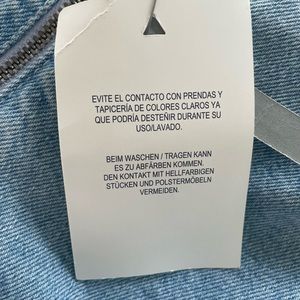 EVITE EL CONTACTO CON PRENDAS Y
TAPICERÍA DE COLORES CLAROS YA
QUE PODRÍA DESTEÑIR DURANTE SU
USO/LAVADO.
BEIM WASCHEN / TRAGEN KANN
ES ZU ABFÄRBEN KOMMEN.
DEN KONTAKT MIT HELLFARBIGEN
STÜCKEN UND POLSTERMÖBELN
VERMEIDEN.